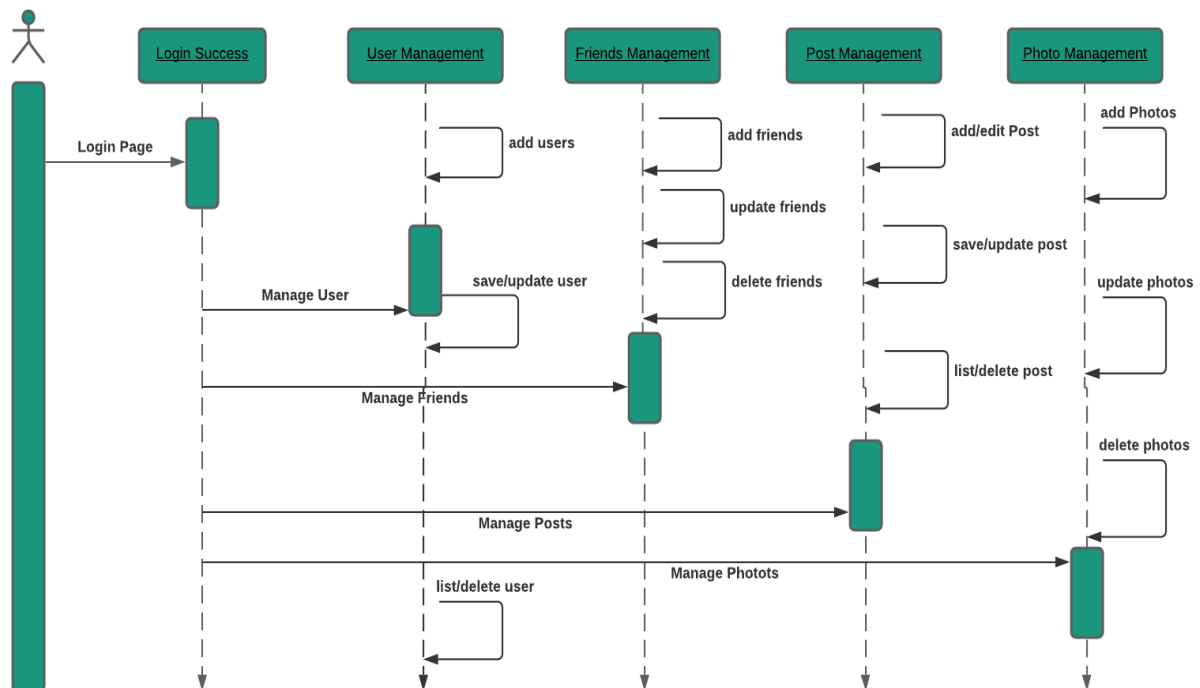 Login Success
User Management
Friends Management
Post Management
Photo Management
add Photos
add/edit Post
add friends
add users
Login Page
update friends
save/update post
save/update user
delete friends
update photos
Manage User
list/delete post
Manage Friends
delete photos
Manage Posts
Manage Photots
list/delete user